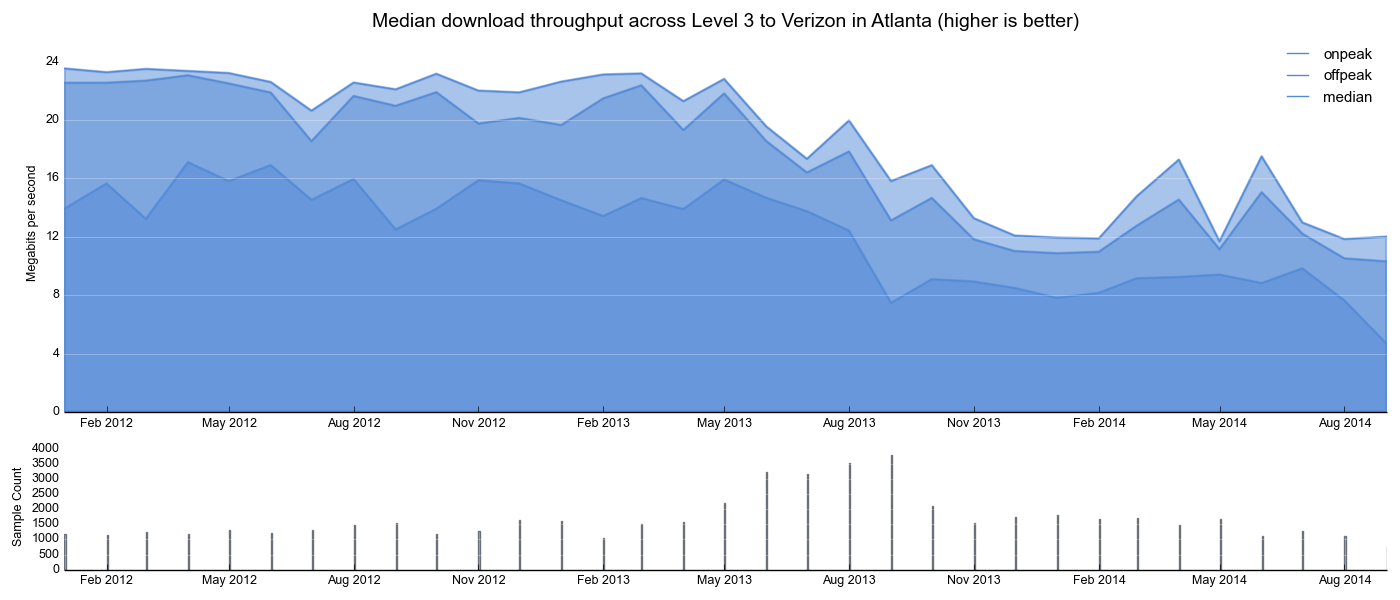 Median download throughput across Level 3 to Verizon in Atlanta (higher is better)
onpeak
offpeak
median
Megabits per second
24
20
16
12
8
4
0
Feb 2012 May 2012 Aug 2012 Nov 2012 Feb 2013 May 2013 Aug 2013 Nov 2013 Feb 2014 May 2014 Aug 2014
Sample Count
4000
3500
3000
2500
2000
1500
1000
500
0
Feb 2012 May 2012 Aug 2012 Nov 2012 Feb 2013 May 2013 Aug 2013 Nov 2013 Feb 2014 May 2014 Aug 2014